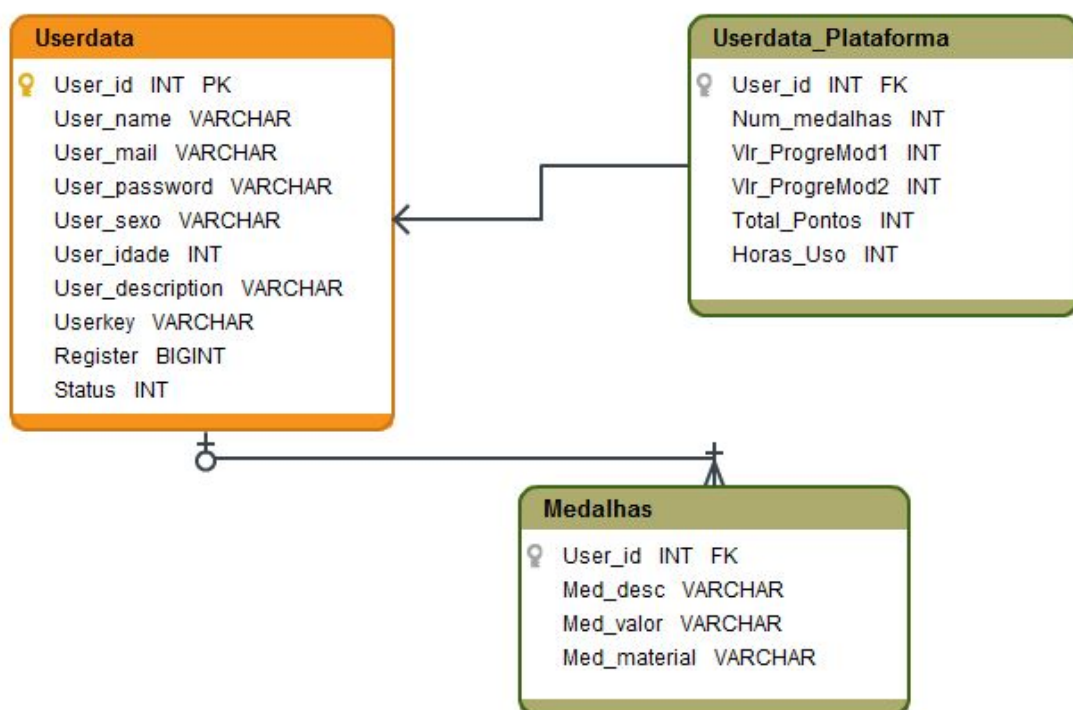 Userdata
User_id INT PK
User_name VARCHAR
User_mail VARCHAR
User_password VARCHAR
User_sexo VARCHAR
User_idade INT
User_description VARCHAR
Userkey VARCHAR
Register BIGINT
Status INT
Userdata_Plataforma
User_id INT FK
Num_medalhas INT
Vlr_ProgreMod1 INT
Vlr_ProgreMod2 INT
Total_Pontos INT
Horas_Uso INT
Medalhas
User_id INT FK
Med_desc VARCHAR
Med_valor VARCHAR
Med_material VARCHAR